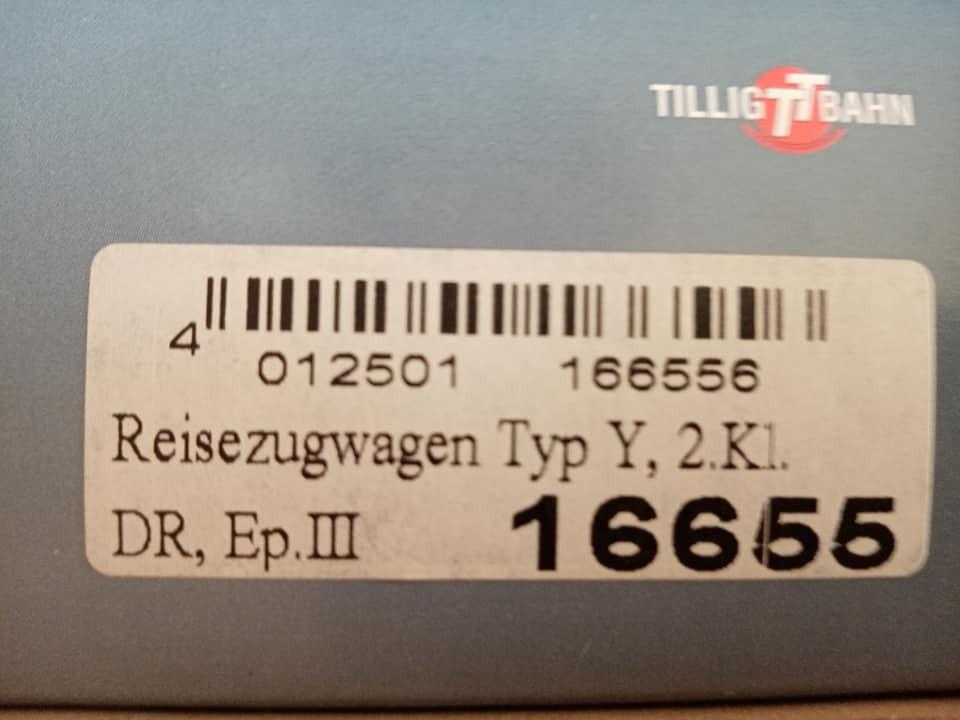 TILLIG TT BAHN
4 012501 166556
Reisezugwagen Typ Y, 2.Kl.
DR, Ep.III 16655